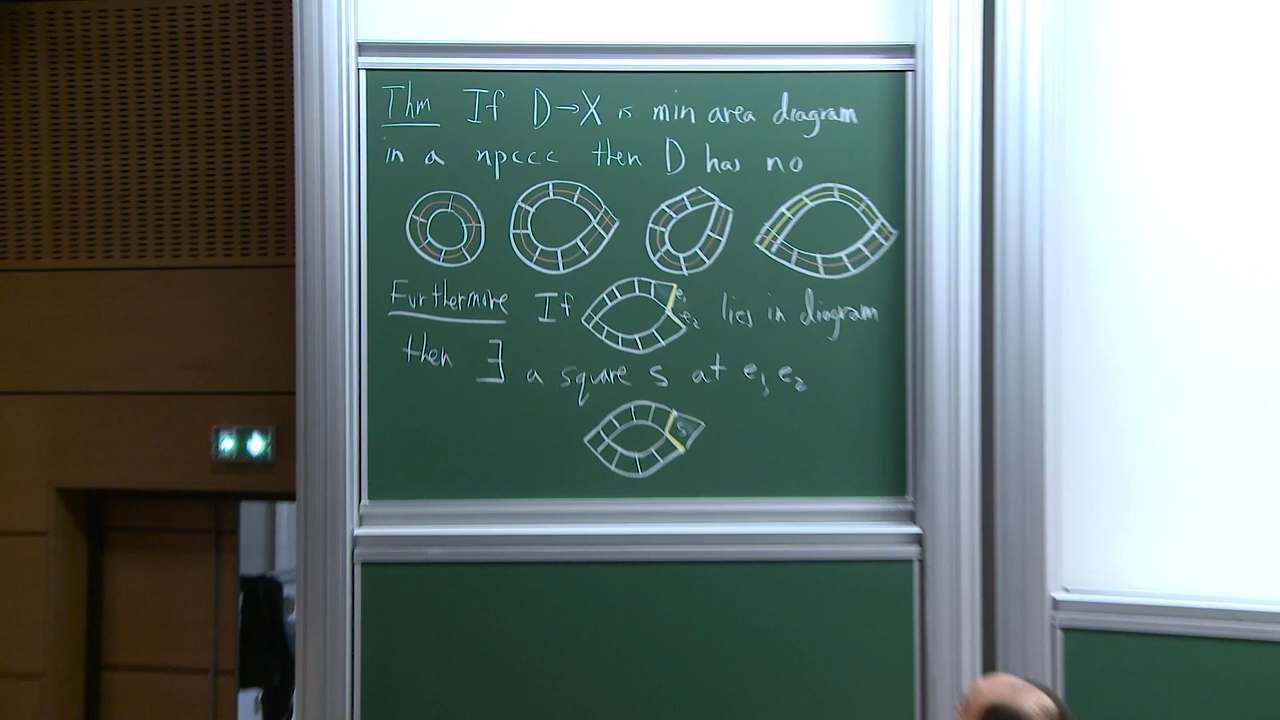 Thm If D→X is min area diagram
in a npccc then D has no
Furthermore If e₁ e₂ lies in diagram
then ∃ a square s at e₁, e₂
s